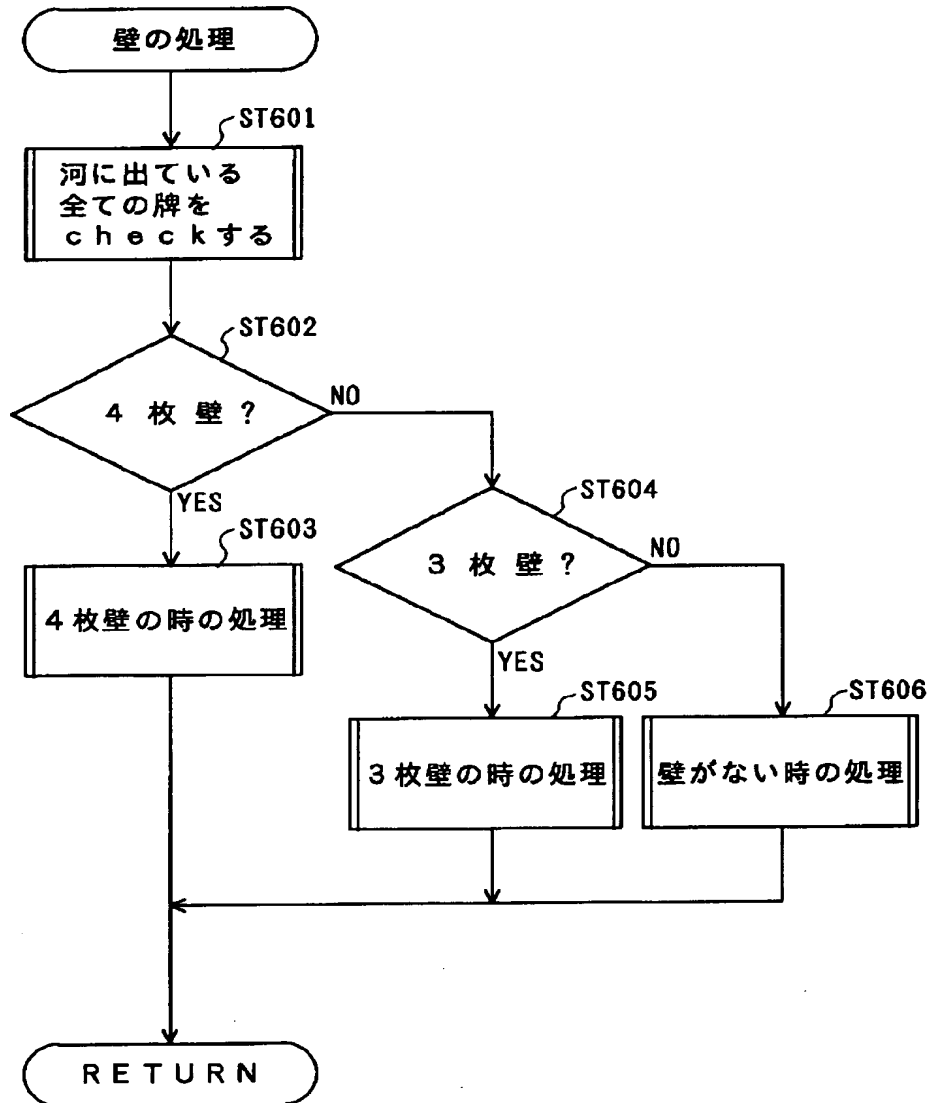 壁の処理
ST601
河に出ている
全ての牌を
ｃｈｅｃｋする
ST602
４枚壁？
NO
YES
ST603
４枚壁の時の処理
ST604
３枚壁？
NO
YES
ST605
３枚壁の時の処理
ST606
壁がない時の処理
ＲＥＴＵＲＮ